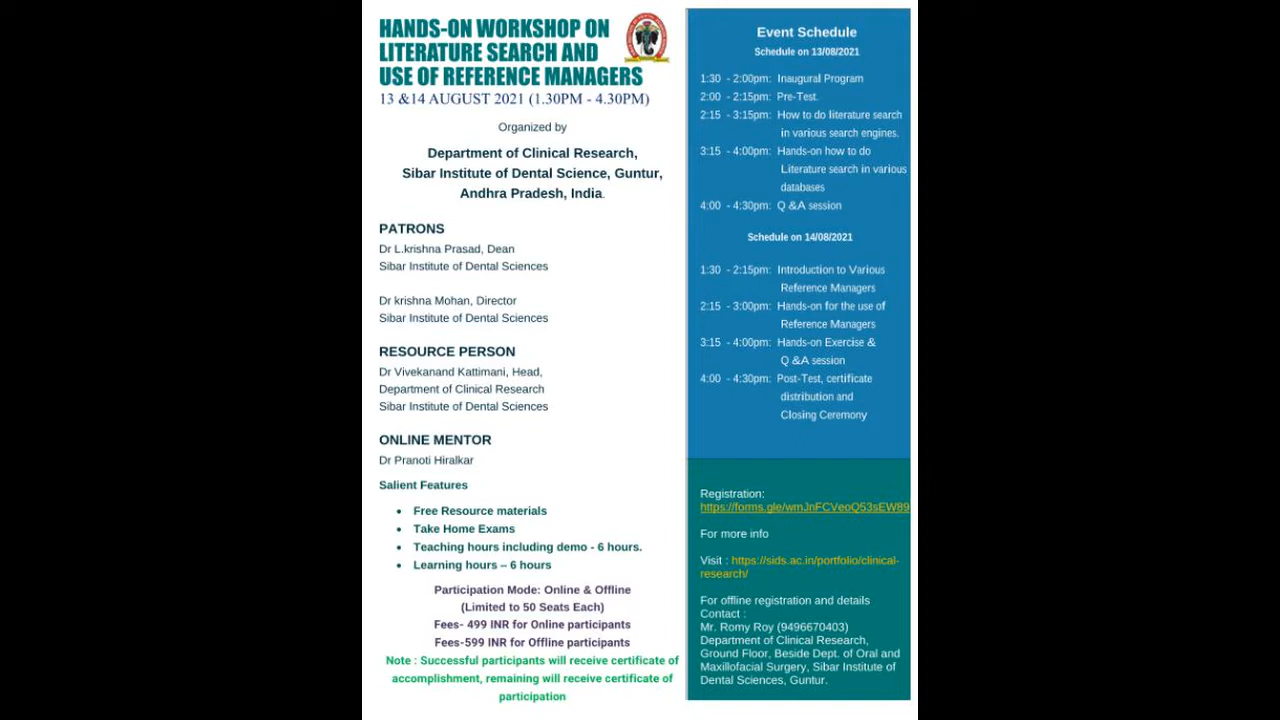 HANDS-ON WORKSHOP ON
LITERATURE SEARCH AND
USE OF REFERENCE MANAGERS
13 &14 AUGUST 2021 (1.30PM - 4.30PM)
Organized by
Department of Clinical Research,
Sibar Institute of Dental Science, Guntur,
Andhra Pradesh, India.
PATRONS
Dr L.krishna Prasad, Dean
Sibar Institute of Dental Sciences
Dr krishna Mohan, Director
Sibar Institute of Dental Sciences
RESOURCE PERSON
Dr Vivekanand Kattimani, Head,
Department of Clinical Research
Sibar Institute of Dental Sciences
ONLINE MENTOR
Dr Pranoti Hiralkar
Salient Features
• Free Resource materials
• Take Home Exams
• Teaching hours including demo - 6 hours.
• Learning hours – 6 hours
Participation Mode: Online & Offline
(Limited to 50 Seats Each)
Fees- 499 INR for Online participants
Fees-599 INR for Offline participants
Note : Successful participants will receive certificate of
accomplishment, remaining will receive certificate of
participation
Event Schedule
Schedule on 13/08/2021
1:30 - 2:00pm: Inaugural Program
2:00 - 2:15pm: Pre-Test.
2:15 - 3:15pm: How to do literature search
in various search engines.
3:15 - 4:00pm: Hands-on how to do
Literature search in various
databases
4:00 - 4:30pm: Q &A session
Schedule on 14/08/2021
1:30 - 2:15pm: Introduction to Various
Reference Managers
2:15 - 3:00pm: Hands-on for the use of
Reference Managers
3:15 - 4:00pm: Hands-on Exercise &
Q &A session
4:00 - 4:30pm: Post-Test, certificate
distribution and
Closing Ceremony
Registration:
https://forms.gle/wmJnFCVeoQ53sEW89
For more info
Visit : https://sids.ac.in/portfolio/clinical-
research/
For offline registration and details
Contact :
Mr. Romy Roy (9496670403)
Department of Clinical Research,
Ground Floor, Beside Dept. of Oral and
Maxillofacial Surgery, Sibar Institute of
Dental Sciences, Guntur.